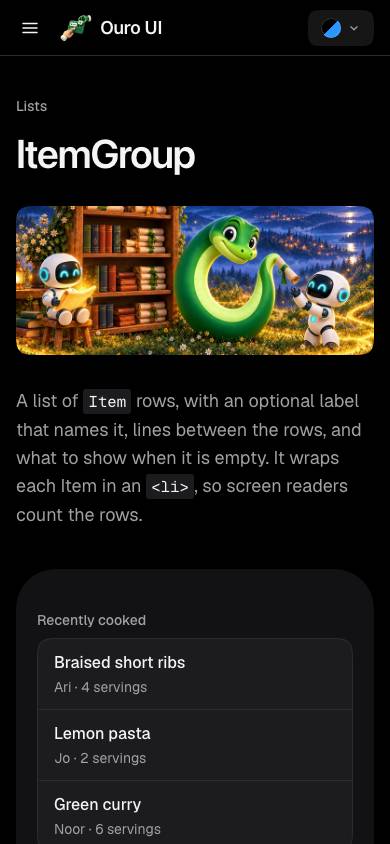 Ouro UI
Lists
ItemGroup
A list of Item rows, with an optional label
that names it, lines between the rows, and
what to show when it is empty. It wraps
each Item in an <li>, so screen readers
count the rows.
Recently cooked
Braised short ribs
Ari · 4 servings
Lemon pasta
Jo · 2 servings
Green curry
Noor · 6 servings